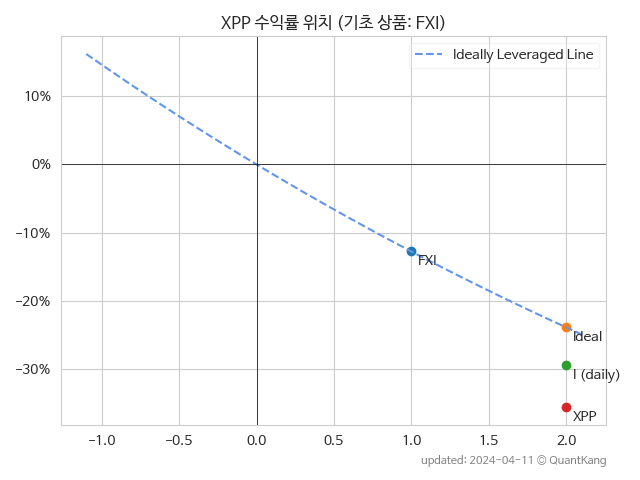 XPP 수익률 위치 (기초 상품: FXI)
Ideally Leveraged Line
10%
0%
−10%
−20%
−30%
FXI
Ideal
I (daily)
XPP
−1.0
−0.5
0.0
0.5
1.0
1.5
2.0
updated: 2024-04-11 © QuantKang